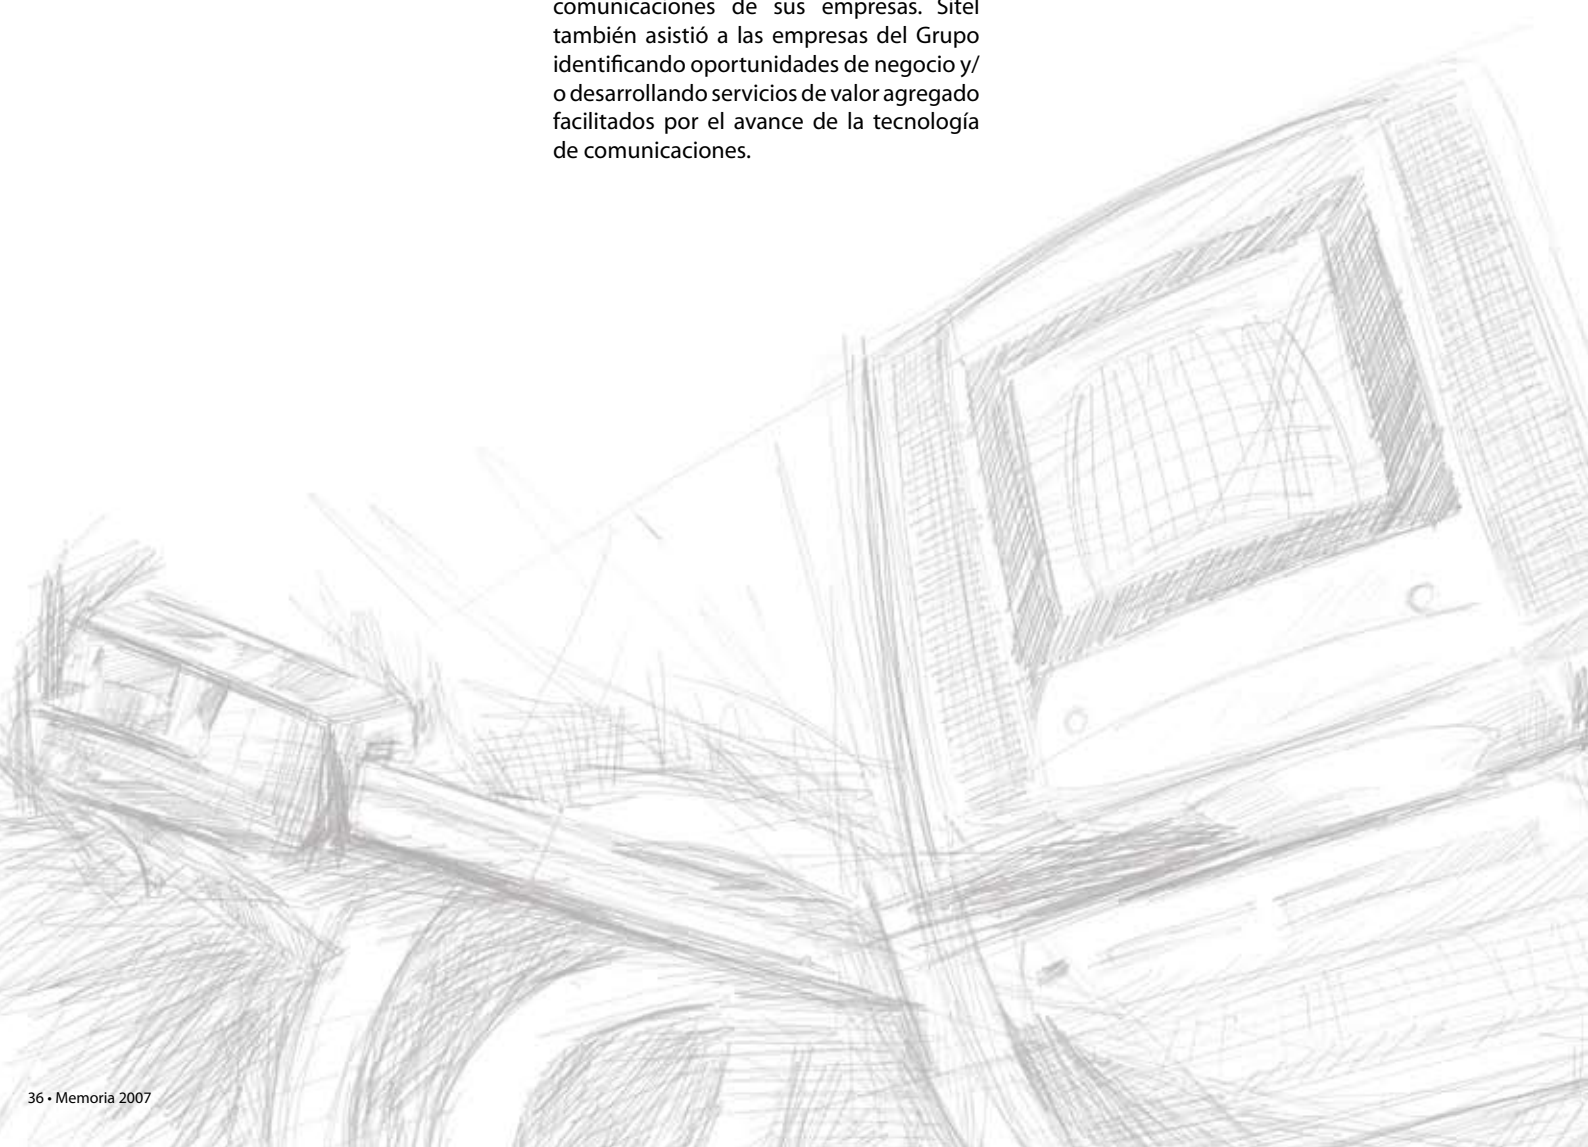 comunicaciones de sus empresas. Sitel
también asistió a las empresas del Grupo
identificando oportunidades de negocio y/
o desarrollando servicios de valor agregado
facilitados por el avance de la tecnología
de comunicaciones.
36 • Memoria 2007